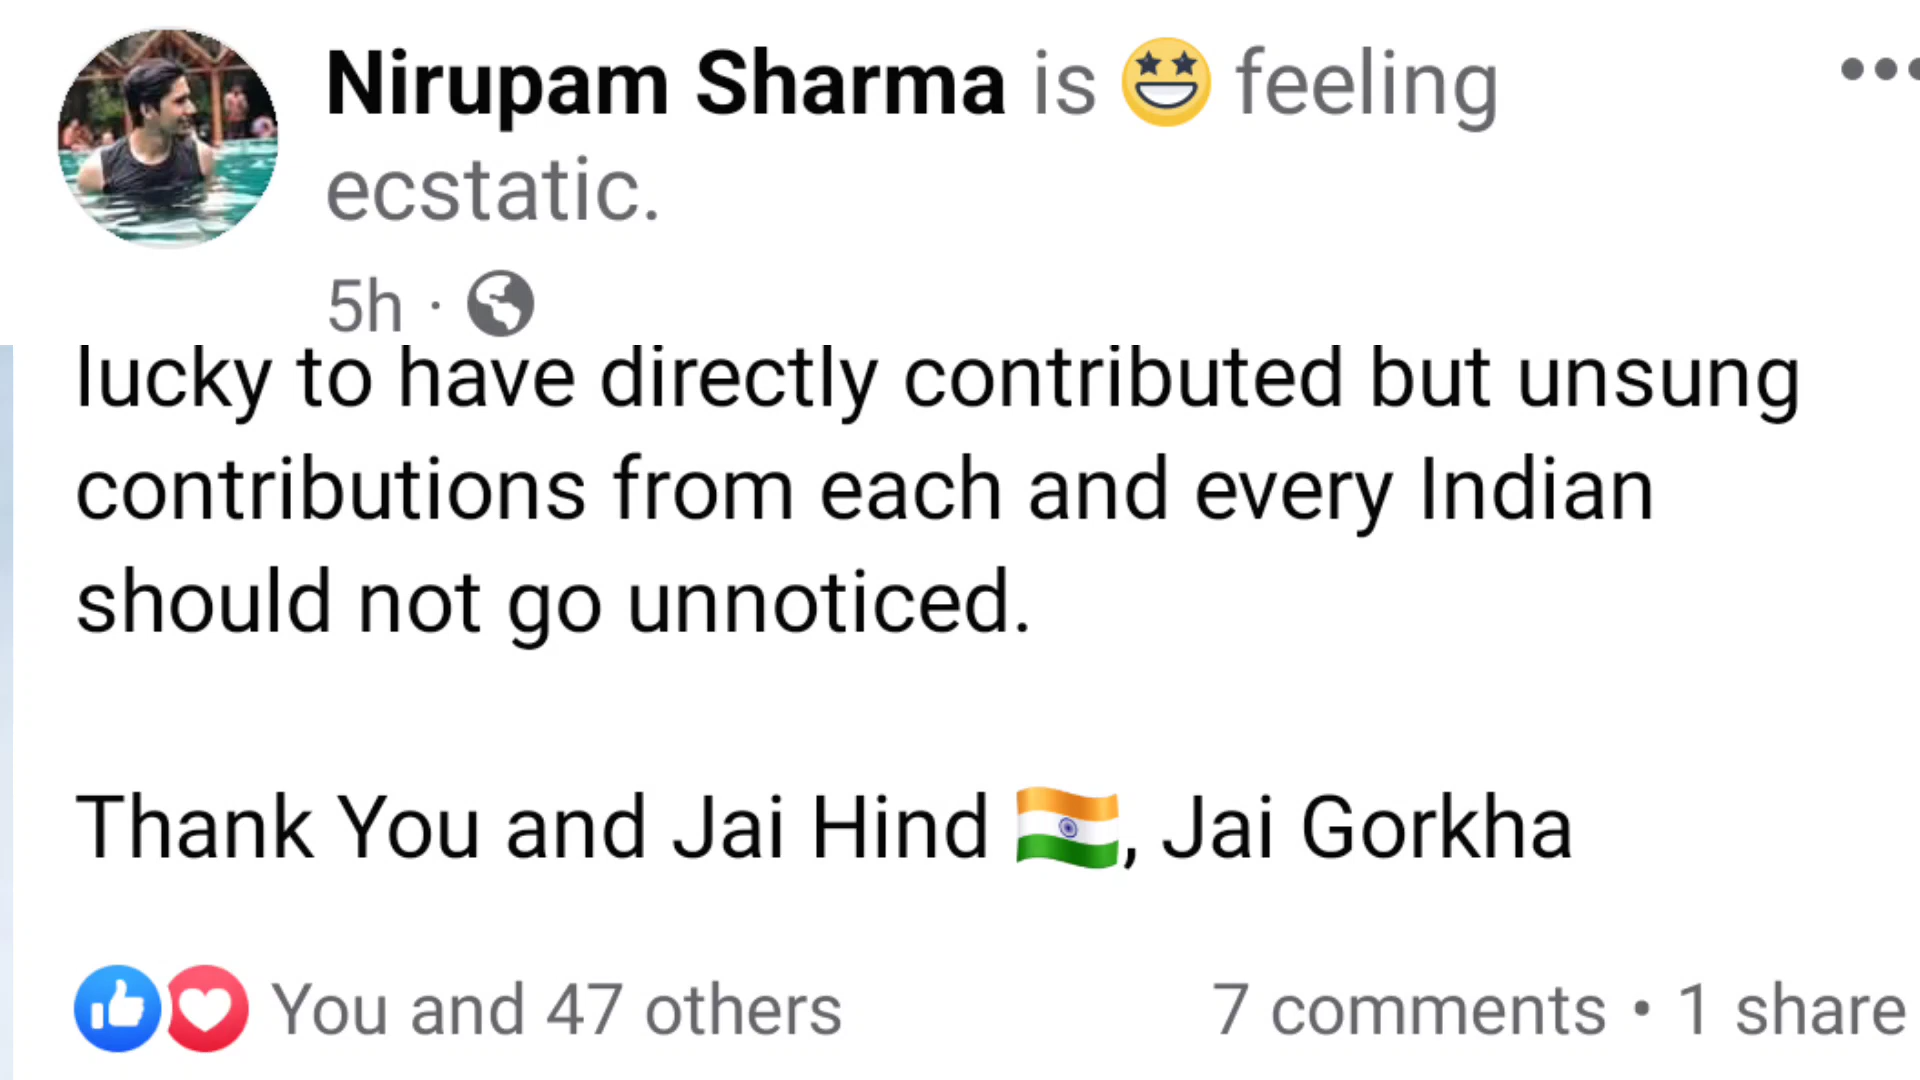 Nirupam Sharma is 🤩 feeling
ecstatic.
5h ·
lucky to have directly contributed but unsung
contributions from each and every Indian
should not go unnoticed.
Thank You and Jai Hind 🇮🇳, Jai Gorkha
You and 47 others
7 comments • 1 share